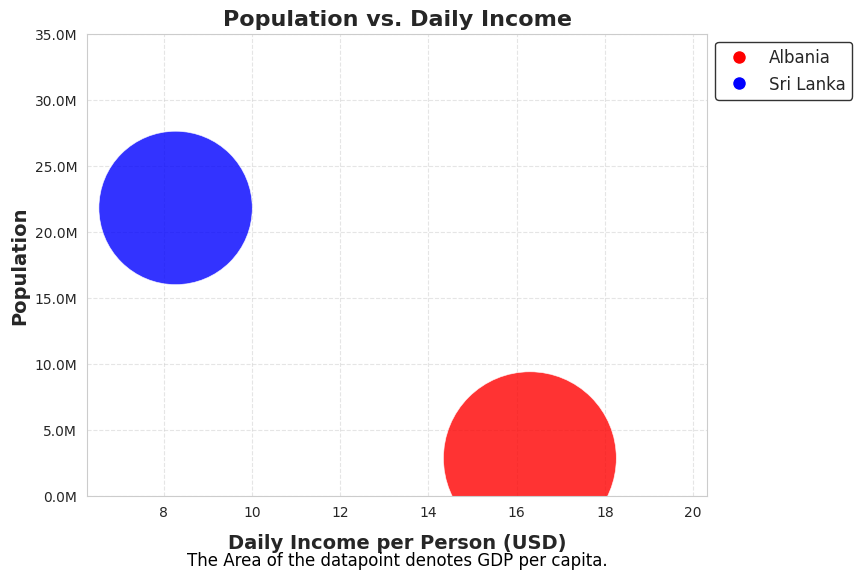 Population vs. Daily Income
Albania
Sri Lanka
Population
35.0M
30.0M
25.0M
20.0M
15.0M
10.0M
5.0M
0.0M
8
10
12
14
16
18
20
Daily Income per Person (USD)
The Area of the datapoint denotes GDP per capita.